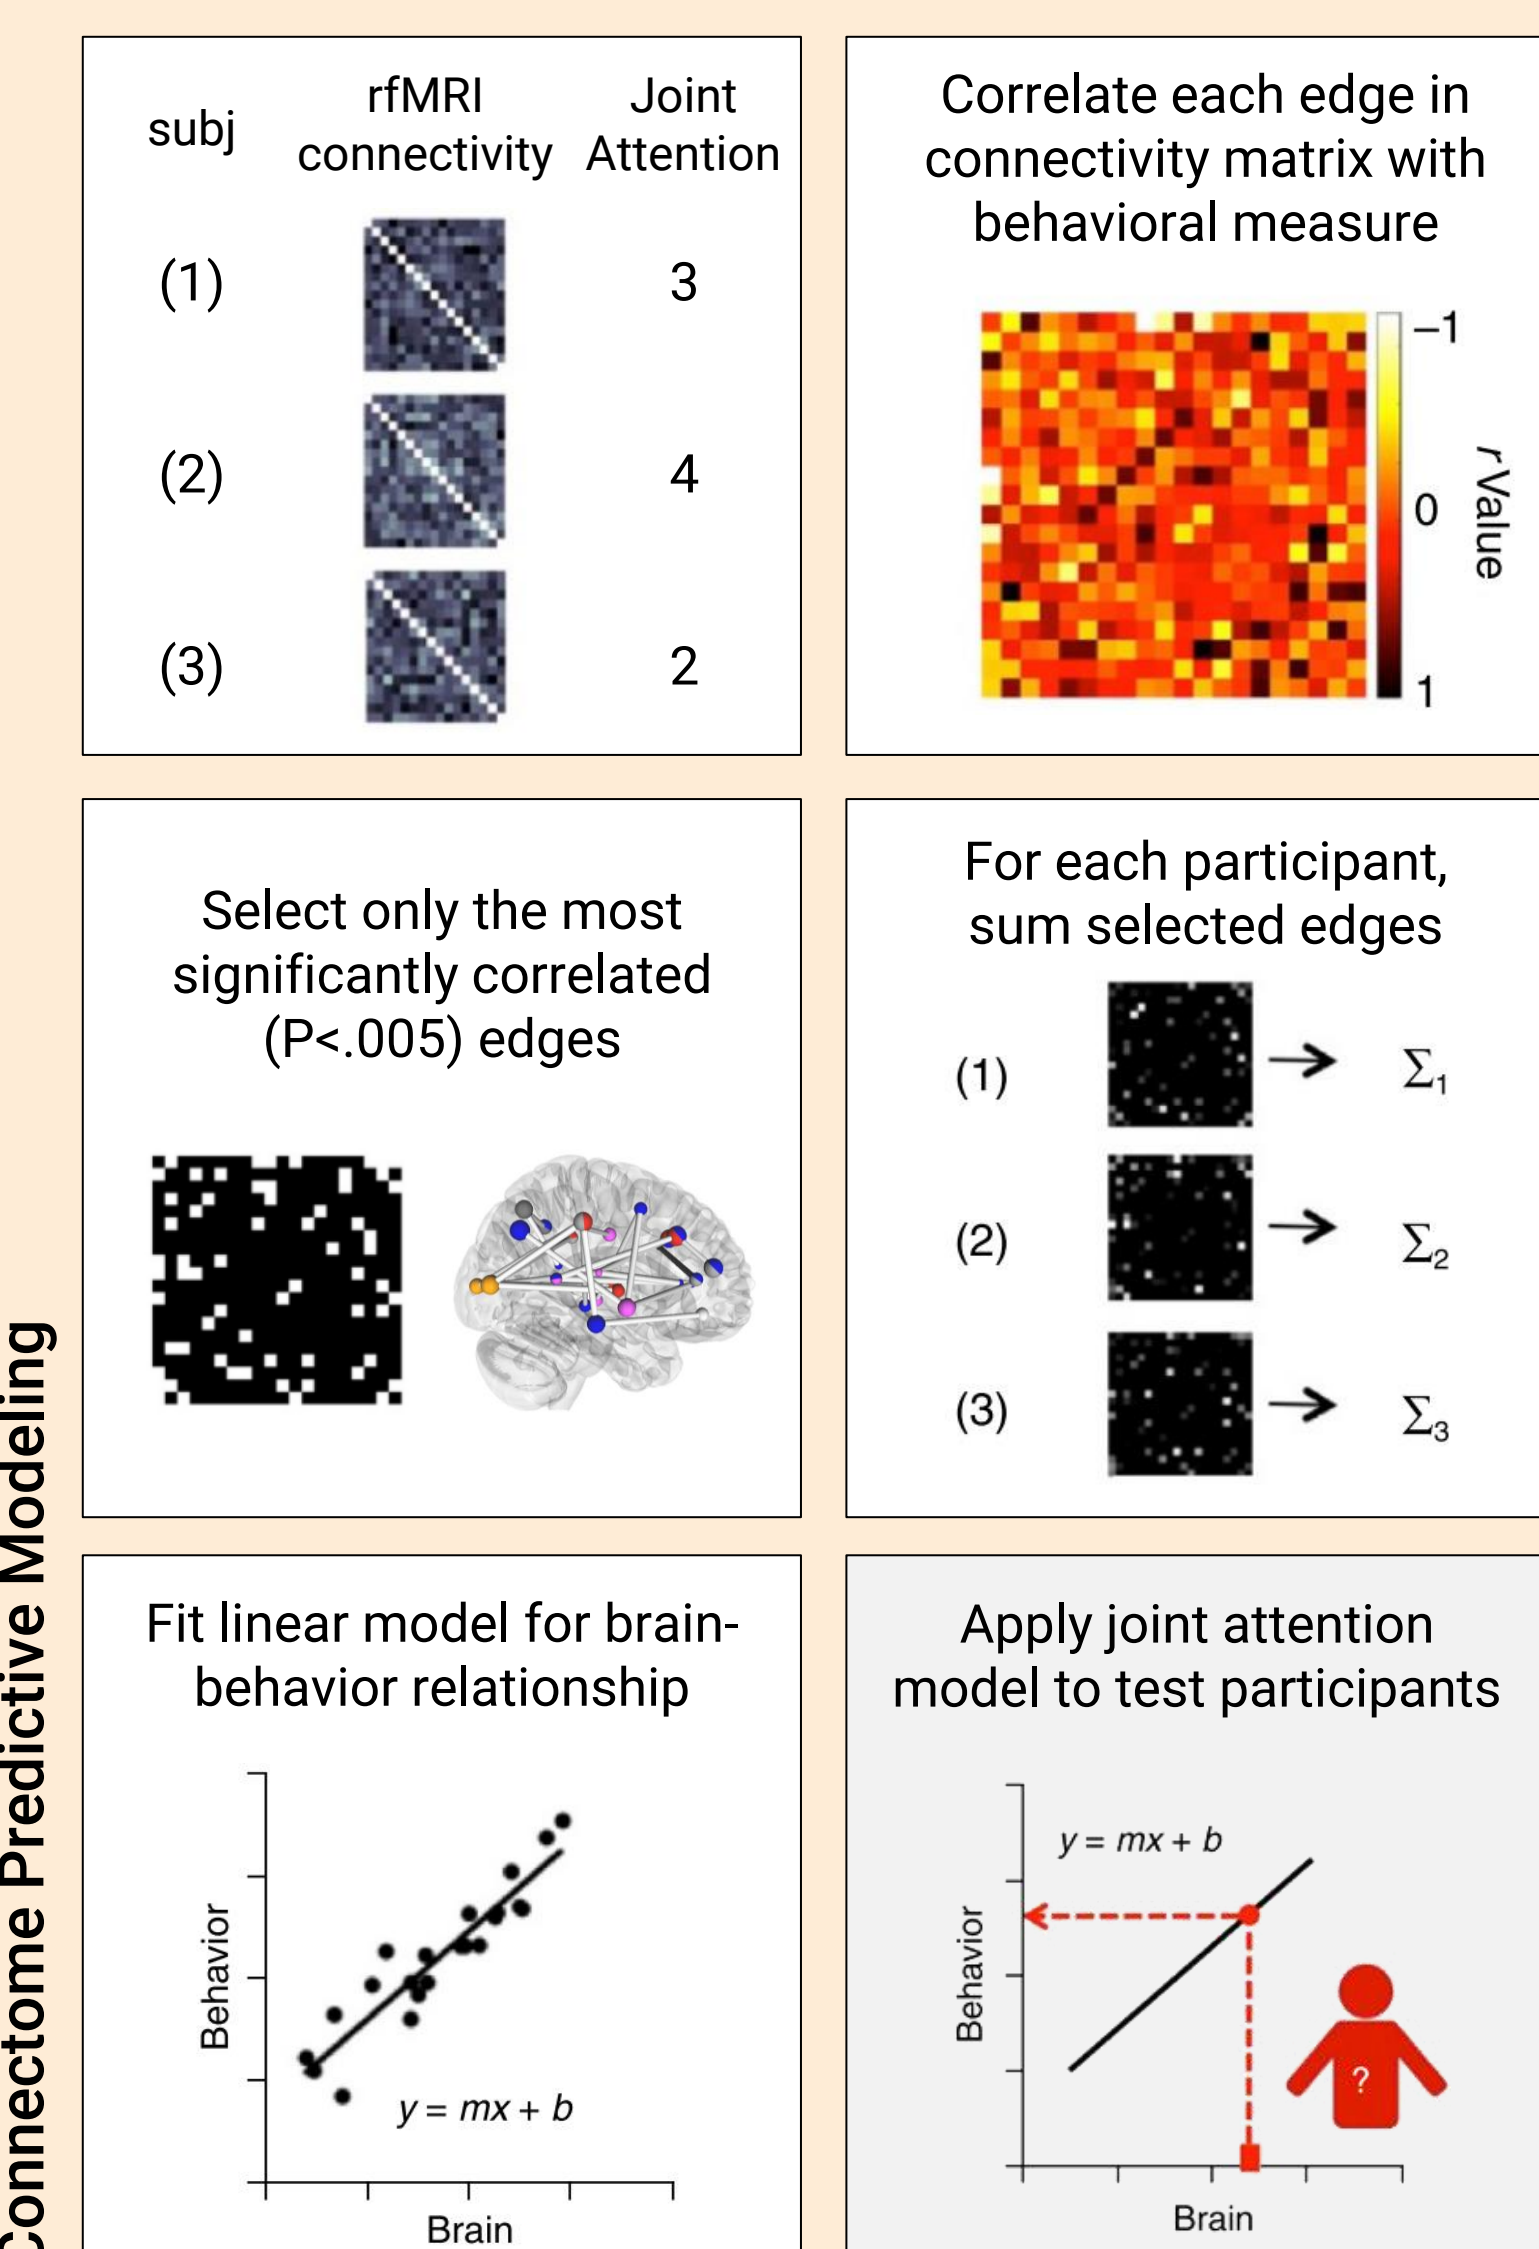 subj
rfMRI
connectivity
Joint
Attention
(1)
3
(2)
4
(3)
2
Correlate each edge in
connectivity matrix with
behavioral measure
–1
0
1
r Value
Select only the most
significantly correlated
(P<.005) edges
For each participant,
sum selected edges
(1)
Σ1
(2)
Σ2
(3)
Σ3
Fit linear model for brain-
behavior relationship
Behavior
y = mx + b
Brain
Apply joint attention
model to test participants
y = mx + b
Behavior
?
Brain
Connectome Predictive Modeling